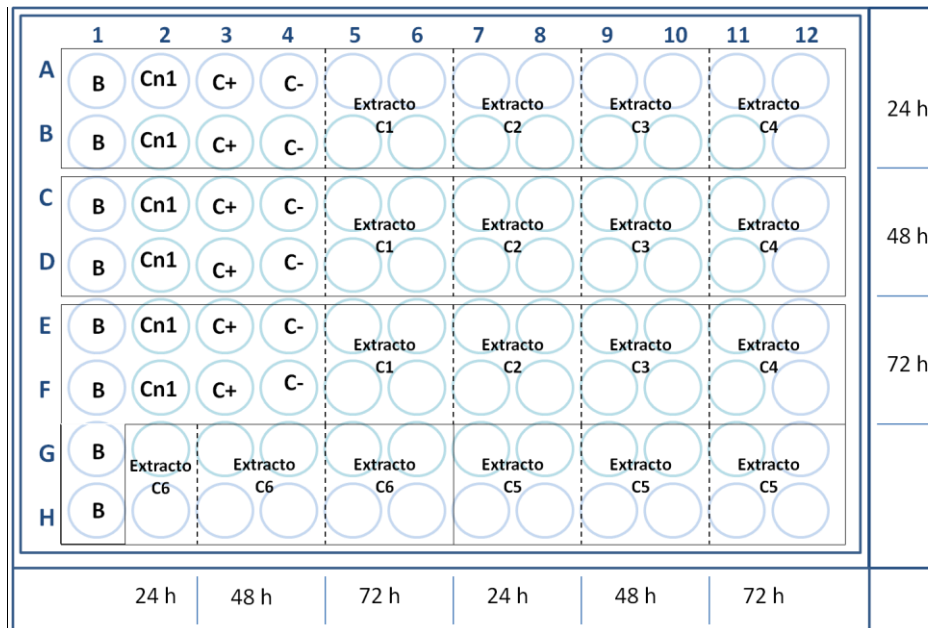 1 2 3 4 5 6 7 8 9 10 11 12
A B Cn1 C+ C-
Extracto Extracto Extracto Extracto 24 h
C1 C2 C3 C4
B B Cn1 C+ C-
C B Cn1 C+ C-
Extracto Extracto Extracto Extracto 48 h
C1 C2 C3 C4
D B Cn1 C+ C-
E B Cn1 C+ C-
Extracto Extracto Extracto Extracto 72 h
C1 C2 C3 C4
F B Cn1 C+ C-
G B
Extracto Extracto Extracto Extracto Extracto Extracto
C6 C6 C6 C5 C5 C5
H B
24 h 48 h 72 h 24 h 48 h 72 h